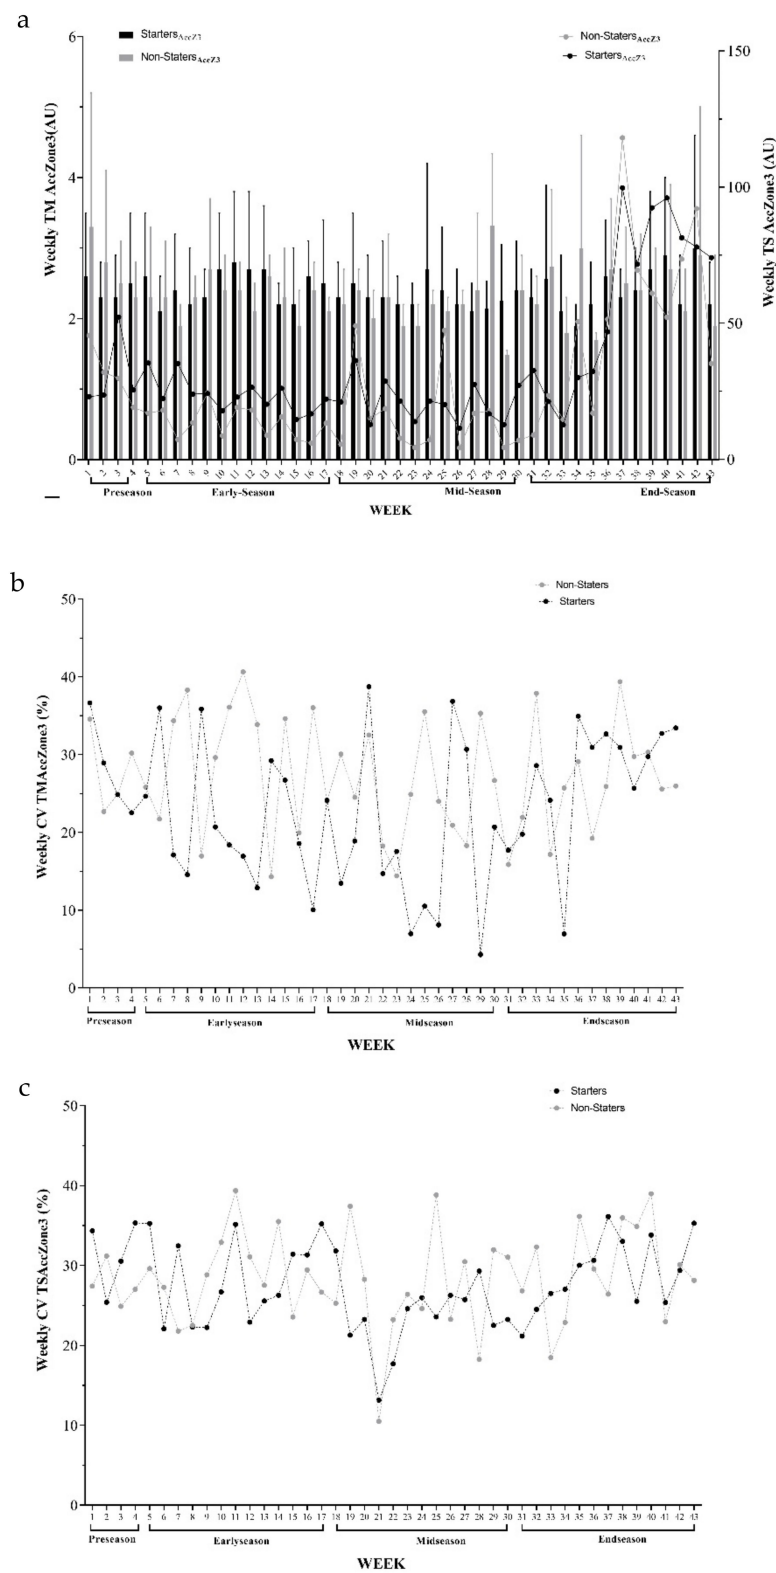 a
Starters AccZ3
Non-Staters AccZ3
Non-Staters AccZ3
Starters AccZ3
Weekly TM AccZone3(AU)
Weekly TS AccZone3 (AU)
6
4
2
0
150
100
50
0
1 2 3 4 5 6 7 8 9 10 11 12 13 14 15 16 17 18 19 20 21 22 23 24 25 26 27 28 29 30 31 32 33 34 35 36 37 38 39 40 41 42 43
Preseason Early-Season Mid-Season End-Season
WEEK
b
Non-Staters
Starters
Weekly CV TMAccZone3 (%)
50
40
30
20
10
0
1 2 3 4 5 6 7 8 9 10 11 12 13 14 15 16 17 18 19 20 21 22 23 24 25 26 27 28 29 30 31 32 33 34 35 36 37 38 39 40 41 42 43
Preseason Earlyseason Midseason Endseason
WEEK
c
Starters
Non-Staters
Weekly CV TSAccZone3 (%)
50
40
30
20
10
0
1 2 3 4 5 6 7 8 9 10 11 12 13 14 15 16 17 18 19 20 21 22 23 24 25 26 27 28 29 30 31 32 33 34 35 36 37 38 39 40 41 42 43
Preseason Earlyseason Midseason Endseason
WEEK